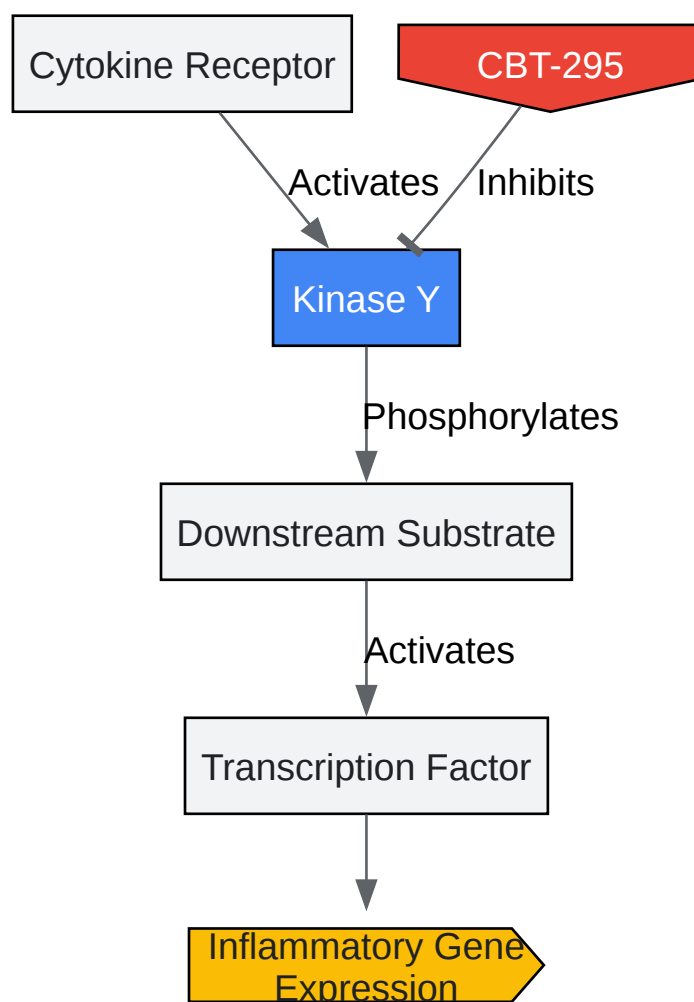 Cytokine Receptor
CBT-295
Activates
Inhibits
Kinase Y
Phosphorylates
Downstream Substrate
Activates
Transcription Factor
Inflammatory Gene
Expression